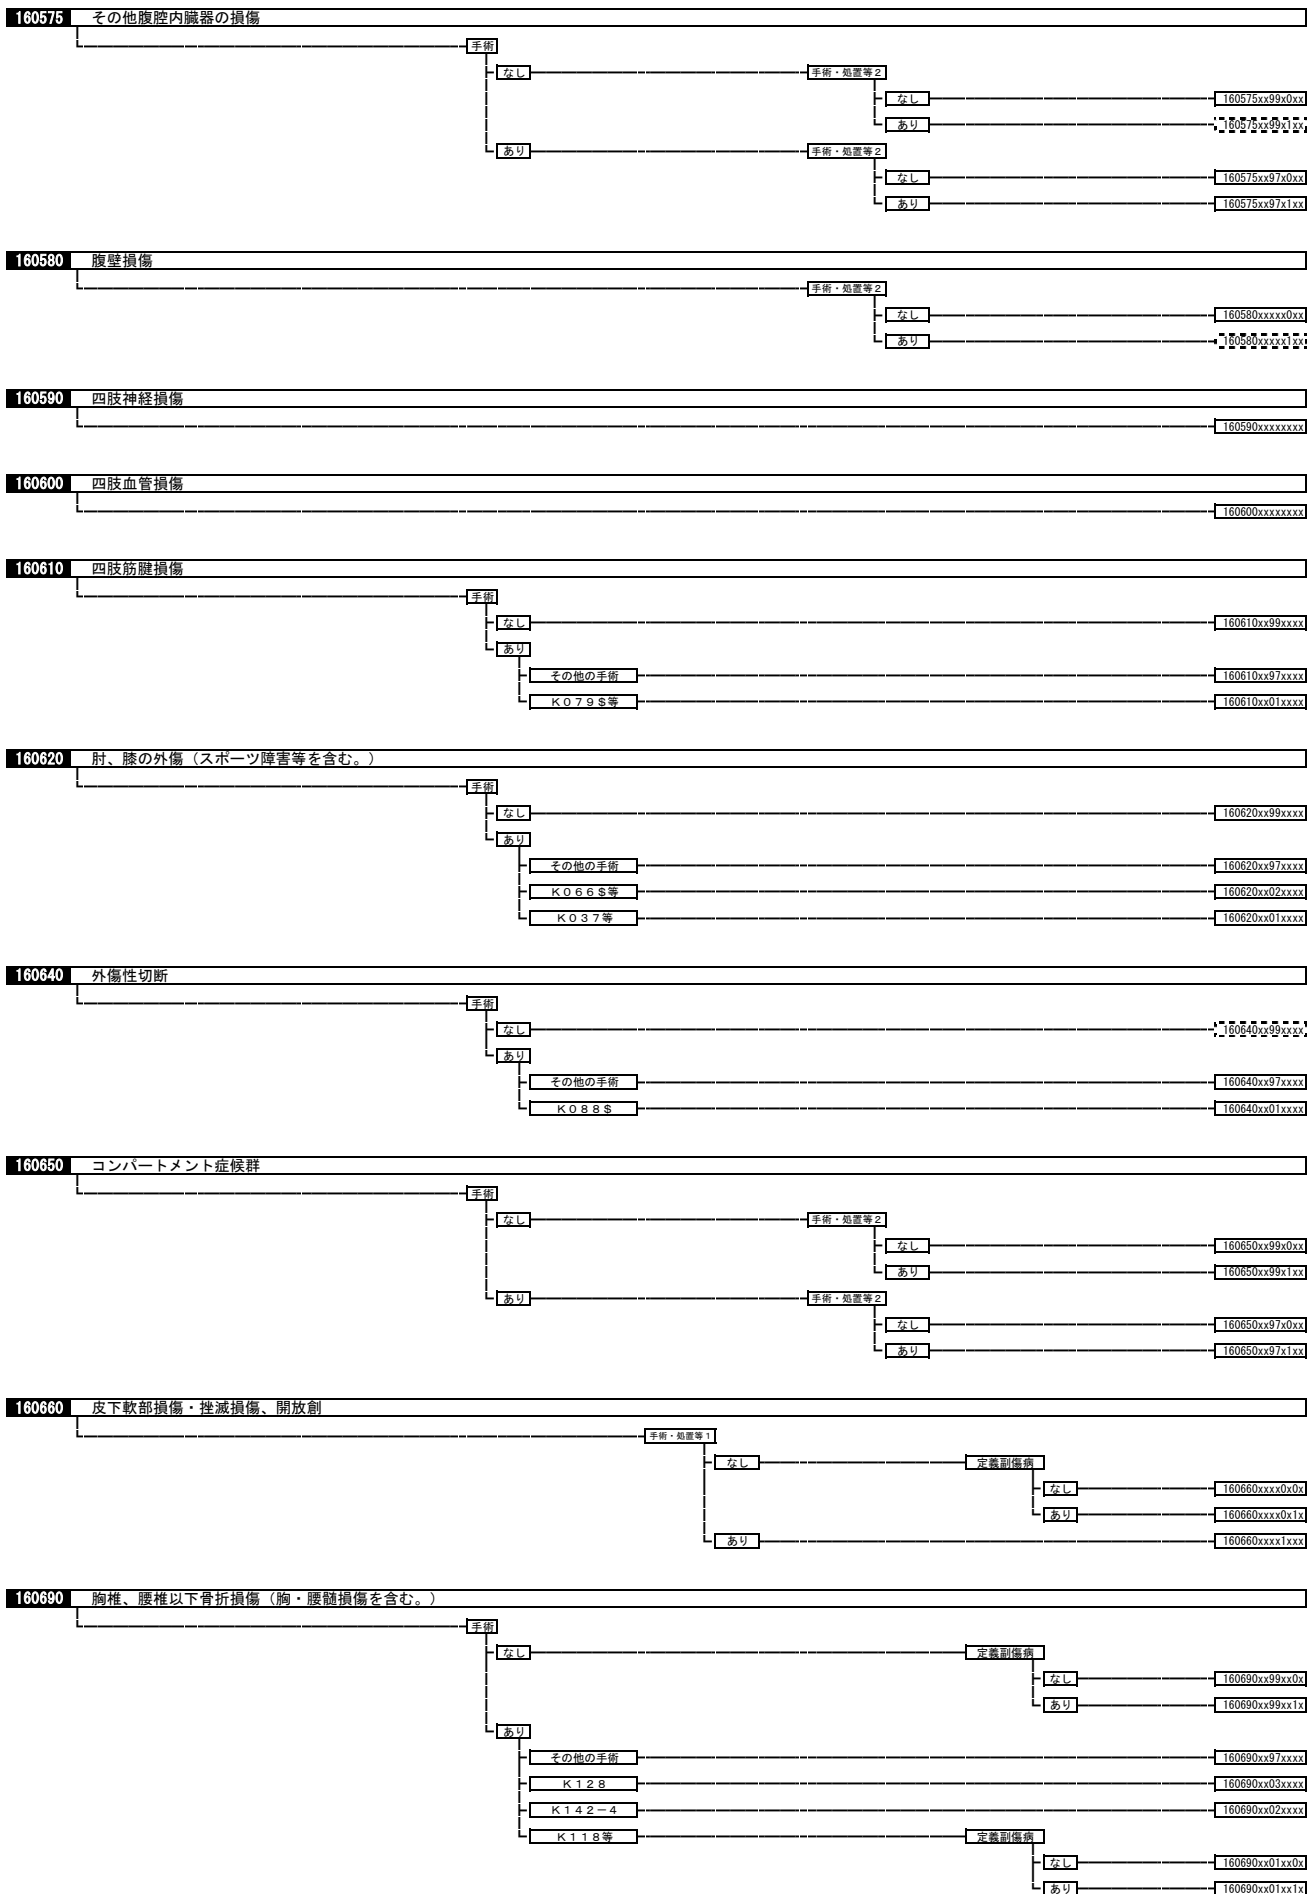 160575 その他腹腔内臓器の損傷
手術
なし 手術・処置等2
なし 160575xx99x0xx
あり 160575xx99x1xx
あり 手術・処置等2
なし 160575xx97x0xx
あり 160575xx97x1xx
160580 腹壁損傷
手術・処置等2
なし 160580xxxxx0xx
あり 160580xxxxx1xx
160590 四肢神経損傷
160590xxxxxxxx
160600 四肢血管損傷
160600xxxxxxxx
160610 四肢筋腱損傷
手術
なし 160610xx99xxxx
あり
その他の手術 160610xx97xxxx
K079$等 160610xx01xxxx
160620 肘、膝の外傷（スポーツ障害等を含む。）
手術
なし 160620xx99xxxx
あり
その他の手術 160620xx97xxxx
K066$等 160620xx02xxxx
K037等 160620xx01xxxx
160640 外傷性切断
手術
なし 160640xx99xxxx
あり
その他の手術 160640xx97xxxx
K088$ 160640xx01xxxx
160650 コンパートメント症候群
手術
なし 手術・処置等2
なし 160650xx99x0xx
あり 160650xx99x1xx
あり 手術・処置等2
なし 160650xx97x0xx
あり 160650xx97x1xx
160660 皮下軟部損傷・挫滅損傷、開放創
手術・処置等1
なし 定義副傷病
なし 160660xxxx0x0x
あり 160660xxxx0x1x
あり 160660xxxx1xxx
160690 胸椎、腰椎以下骨折損傷（胸・腰髄損傷を含む。）
手術
なし 定義副傷病
なし 160690xx99xx0x
あり 160690xx99xx1x
あり
その他の手術 160690xx97xxxx
K128 160690xx03xxxx
K142－4 160690xx02xxxx
K118等 定義副傷病
なし 160690xx01xx0x
あり 160690xx01xx1x